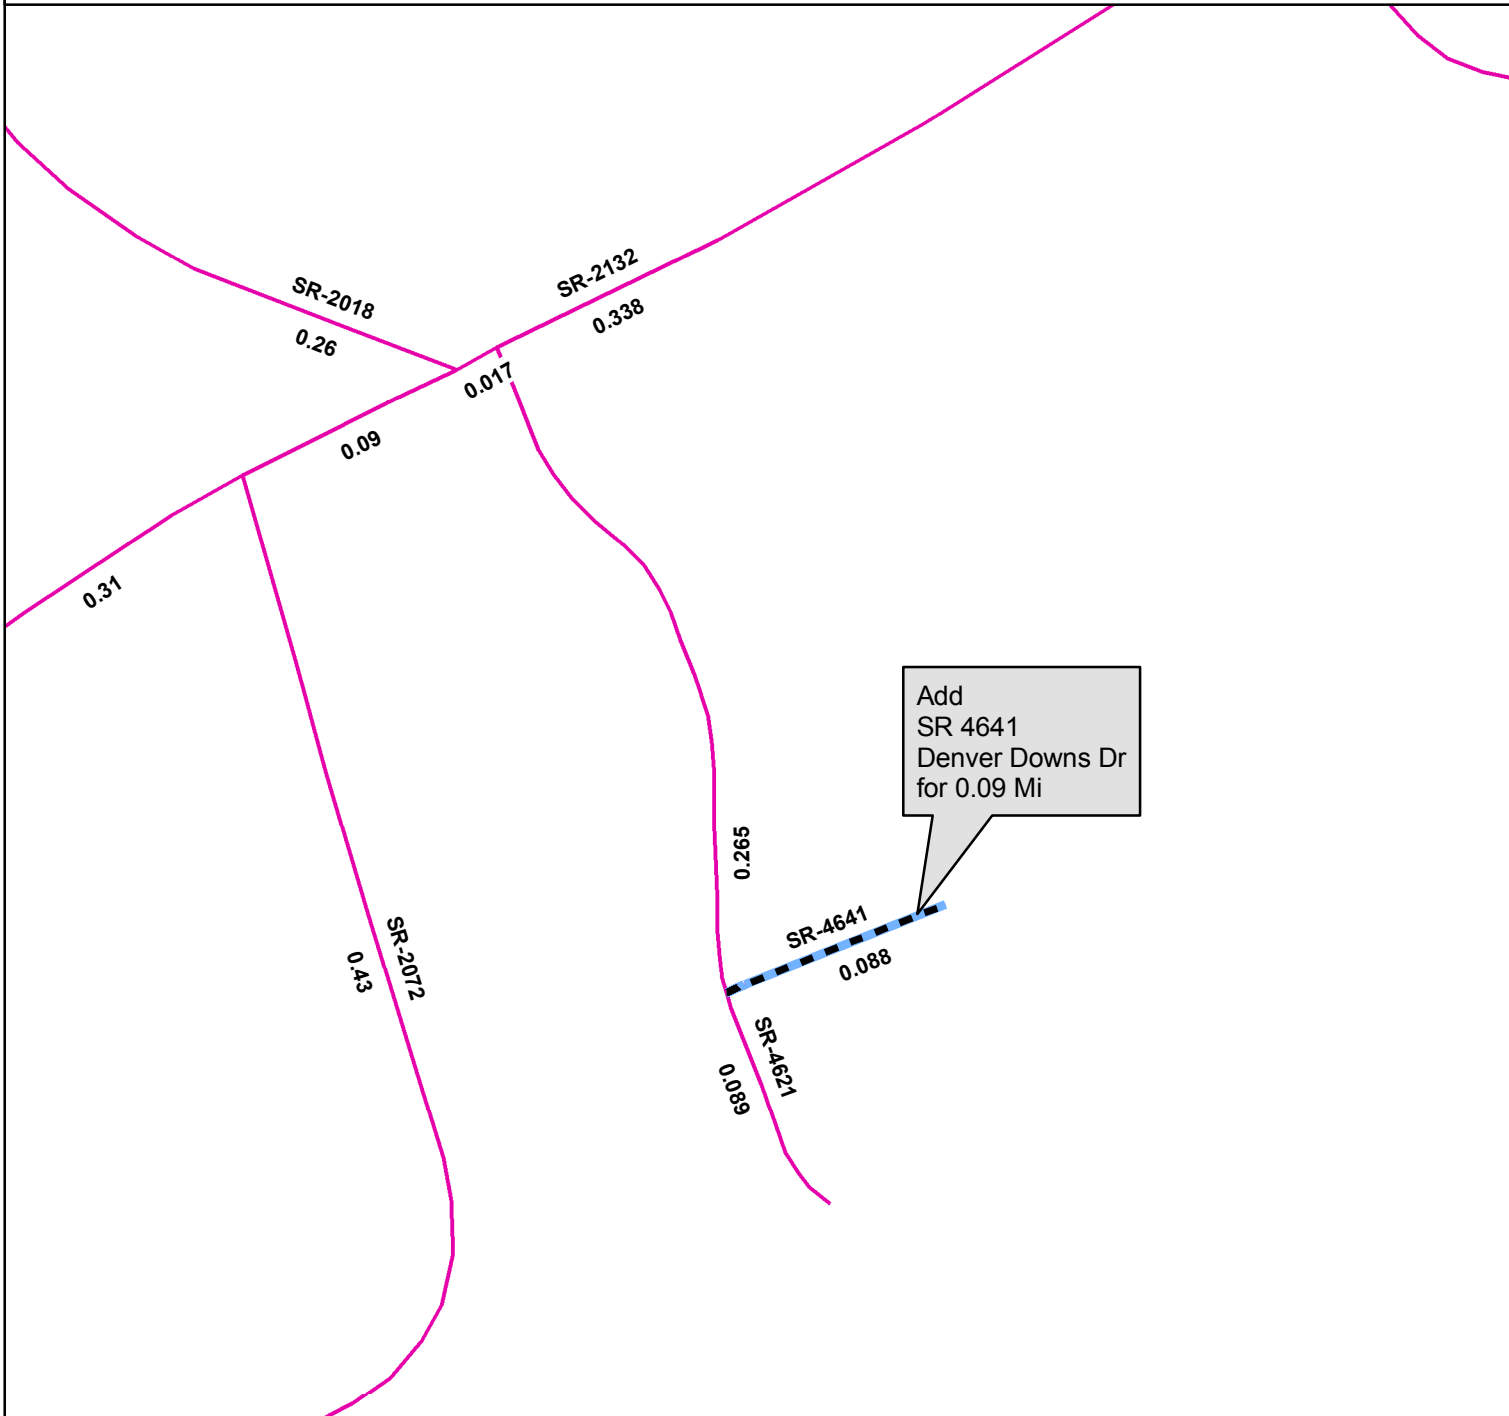 SR-2132
SR-2018
0.338
0.26
0.017
0.09
0.31
Add
SR 4641
Denver Downs Dr
for 0.09 Mi
0.265
SR-4641
0.088
SR-2072
0.43
SR-4621
0.089